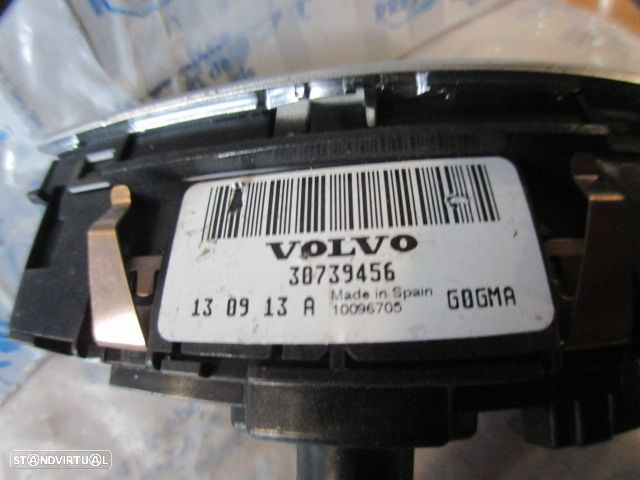 VOLVO
30739456
13 09 13 A
Made in Spain
10096705
G0GMA
STANDVIRTUAL